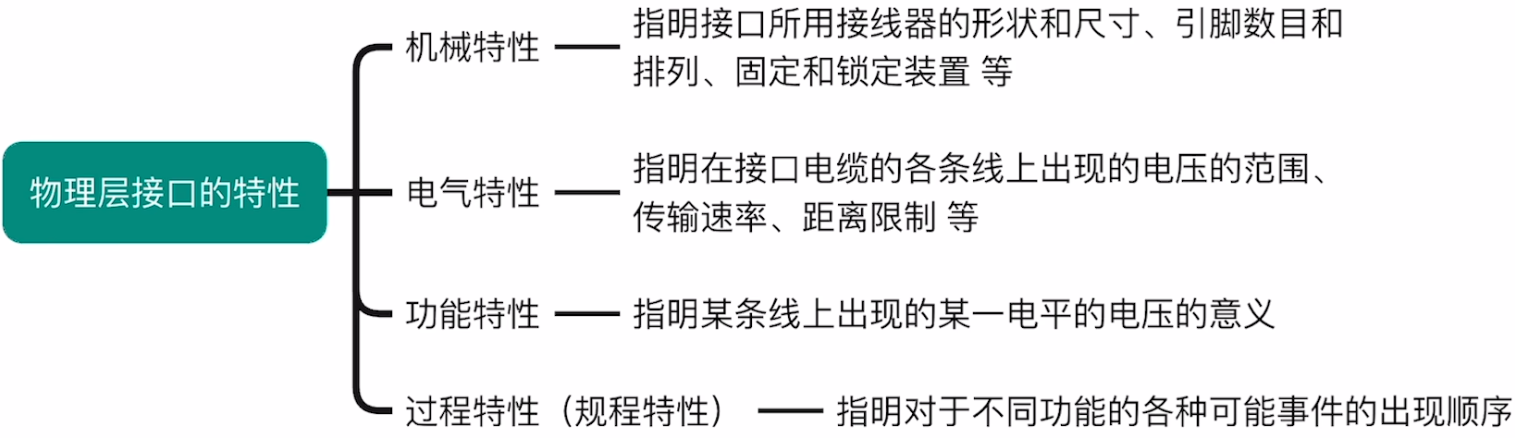 物理层接口的特性
机械特性
指明接口所用接线器的形状和尺寸、引脚数目和
排列、固定和锁定装置 等
电气特性
指明在接口电缆的各条线上出现的电压的范围、
传输速率、距离限制 等
功能特性
指明某条线上出现的某一电平的电压的意义
过程特性（规程特性）
指明对于不同功能的各种可能事件的出现顺序